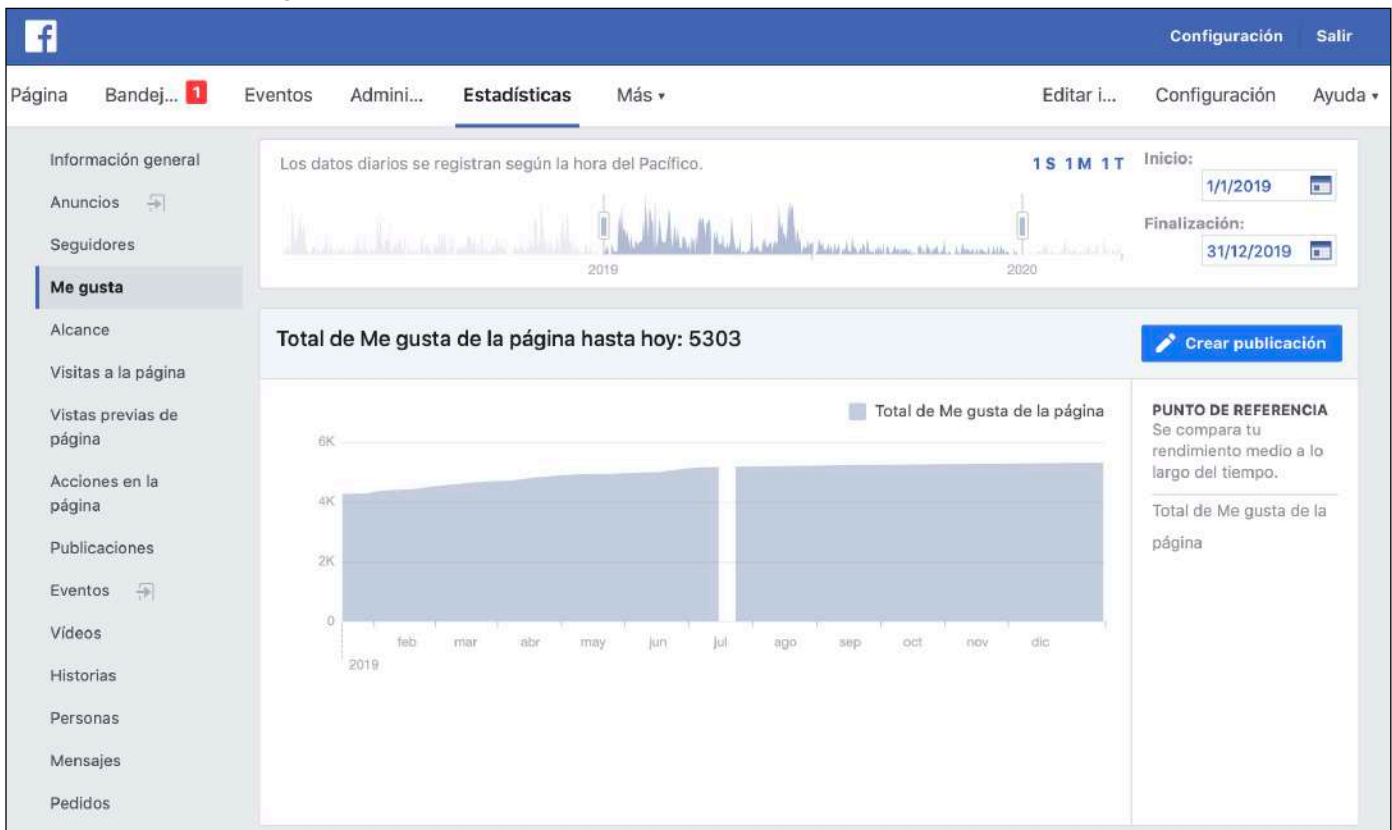 f
Configuración Salir
Página Bandej... 1 Eventos Admini... Estadísticas Más Editar i... Configuración Ayuda
Información general
Anuncios
Seguidores
Me gusta
Alcance
Visitas a la página
Vistas previas de
página
Acciones en la
página
Publicaciones
Eventos
Vídeos
Historias
Personas
Mensajes
Pedidos
Los datos diarios se registran según la hora del Pacífico.
1 S 1 M 1 T
Inicio:
1/1/2019
Finalización:
31/12/2019
2019 2020
Total de Me gusta de la página hasta hoy: 5303
Crear publicación
Total de Me gusta de la página
6K
4K
2K
0
feb mar abr may jun jul ago sep oct nov dic
2019
PUNTO DE REFERENCIA
Se compara tu
rendimiento medio a lo
largo del tiempo.
Total de Me gusta de la
página